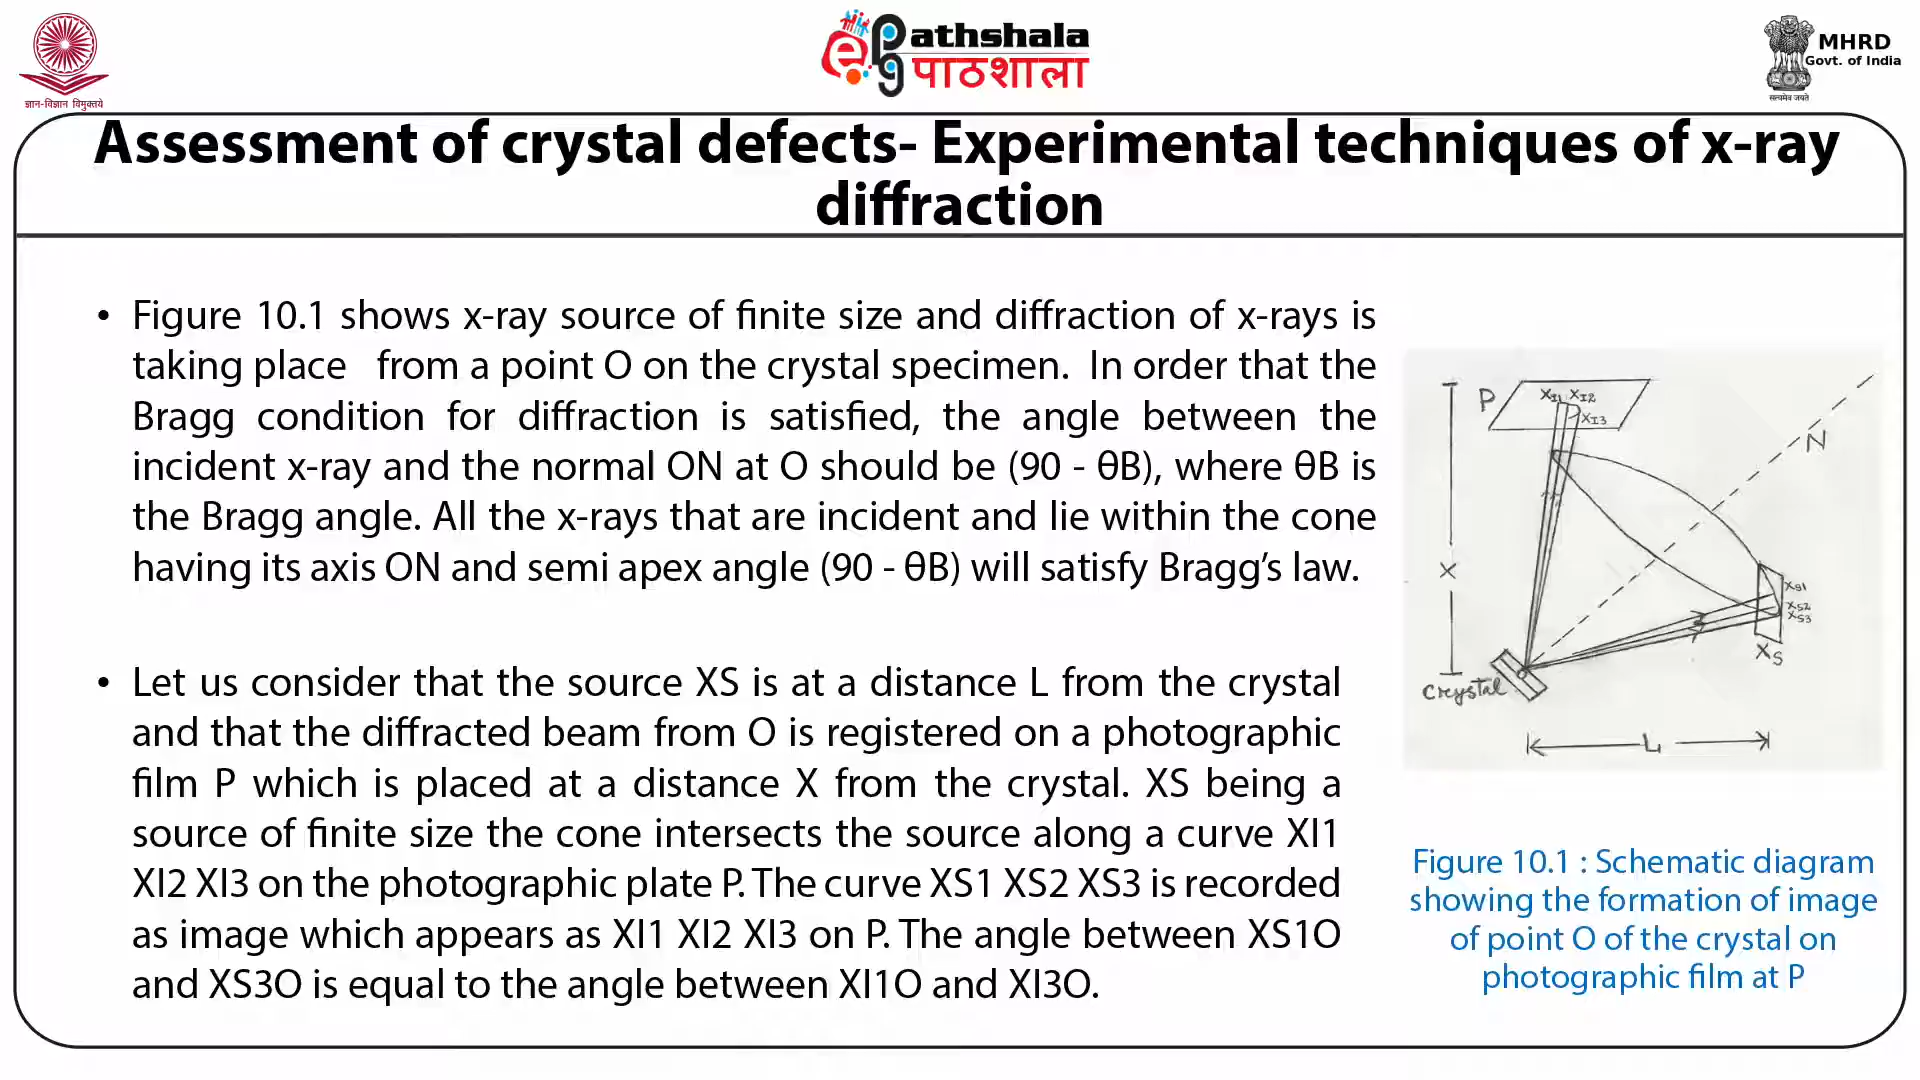 ज्ञान-विज्ञान विमुक्तये
ePathshala
पाठशाला
MHRD
Govt. of India
सत्यमेव जयते
Assessment of crystal defects- Experimental techniques of x-ray
diffraction
• Figure 10.1 shows x-ray source of finite size and diffraction of x-rays is
taking place from a point O on the crystal specimen. In order that the
Bragg condition for diffraction is satisfied, the angle between the
incident x-ray and the normal ON at O should be (90 - θB), where θB is
the Bragg angle. All the x-rays that are incident and lie within the cone
having its axis ON and semi apex angle (90 - θB) will satisfy Bragg’s law.
• Let us consider that the source XS is at a distance L from the crystal
and that the diffracted beam from O is registered on a photographic
film P which is placed at a distance X from the crystal. XS being a
source of finite size the cone intersects the source along a curve XI1
XI2 XI3 on the photographic plate P. The curve XS1 XS2 XS3 is recorded
as image which appears as XI1 XI2 XI3 on P. The angle between XS1O
and XS3O is equal to the angle between XI1O and XI3O.
P
XI1 XI2
XI3
N
X
XS1
XS2
XS3
XS
Crystal
L
Figure 10.1 : Schematic diagram
showing the formation of image
of point O of the crystal on
photographic film at P